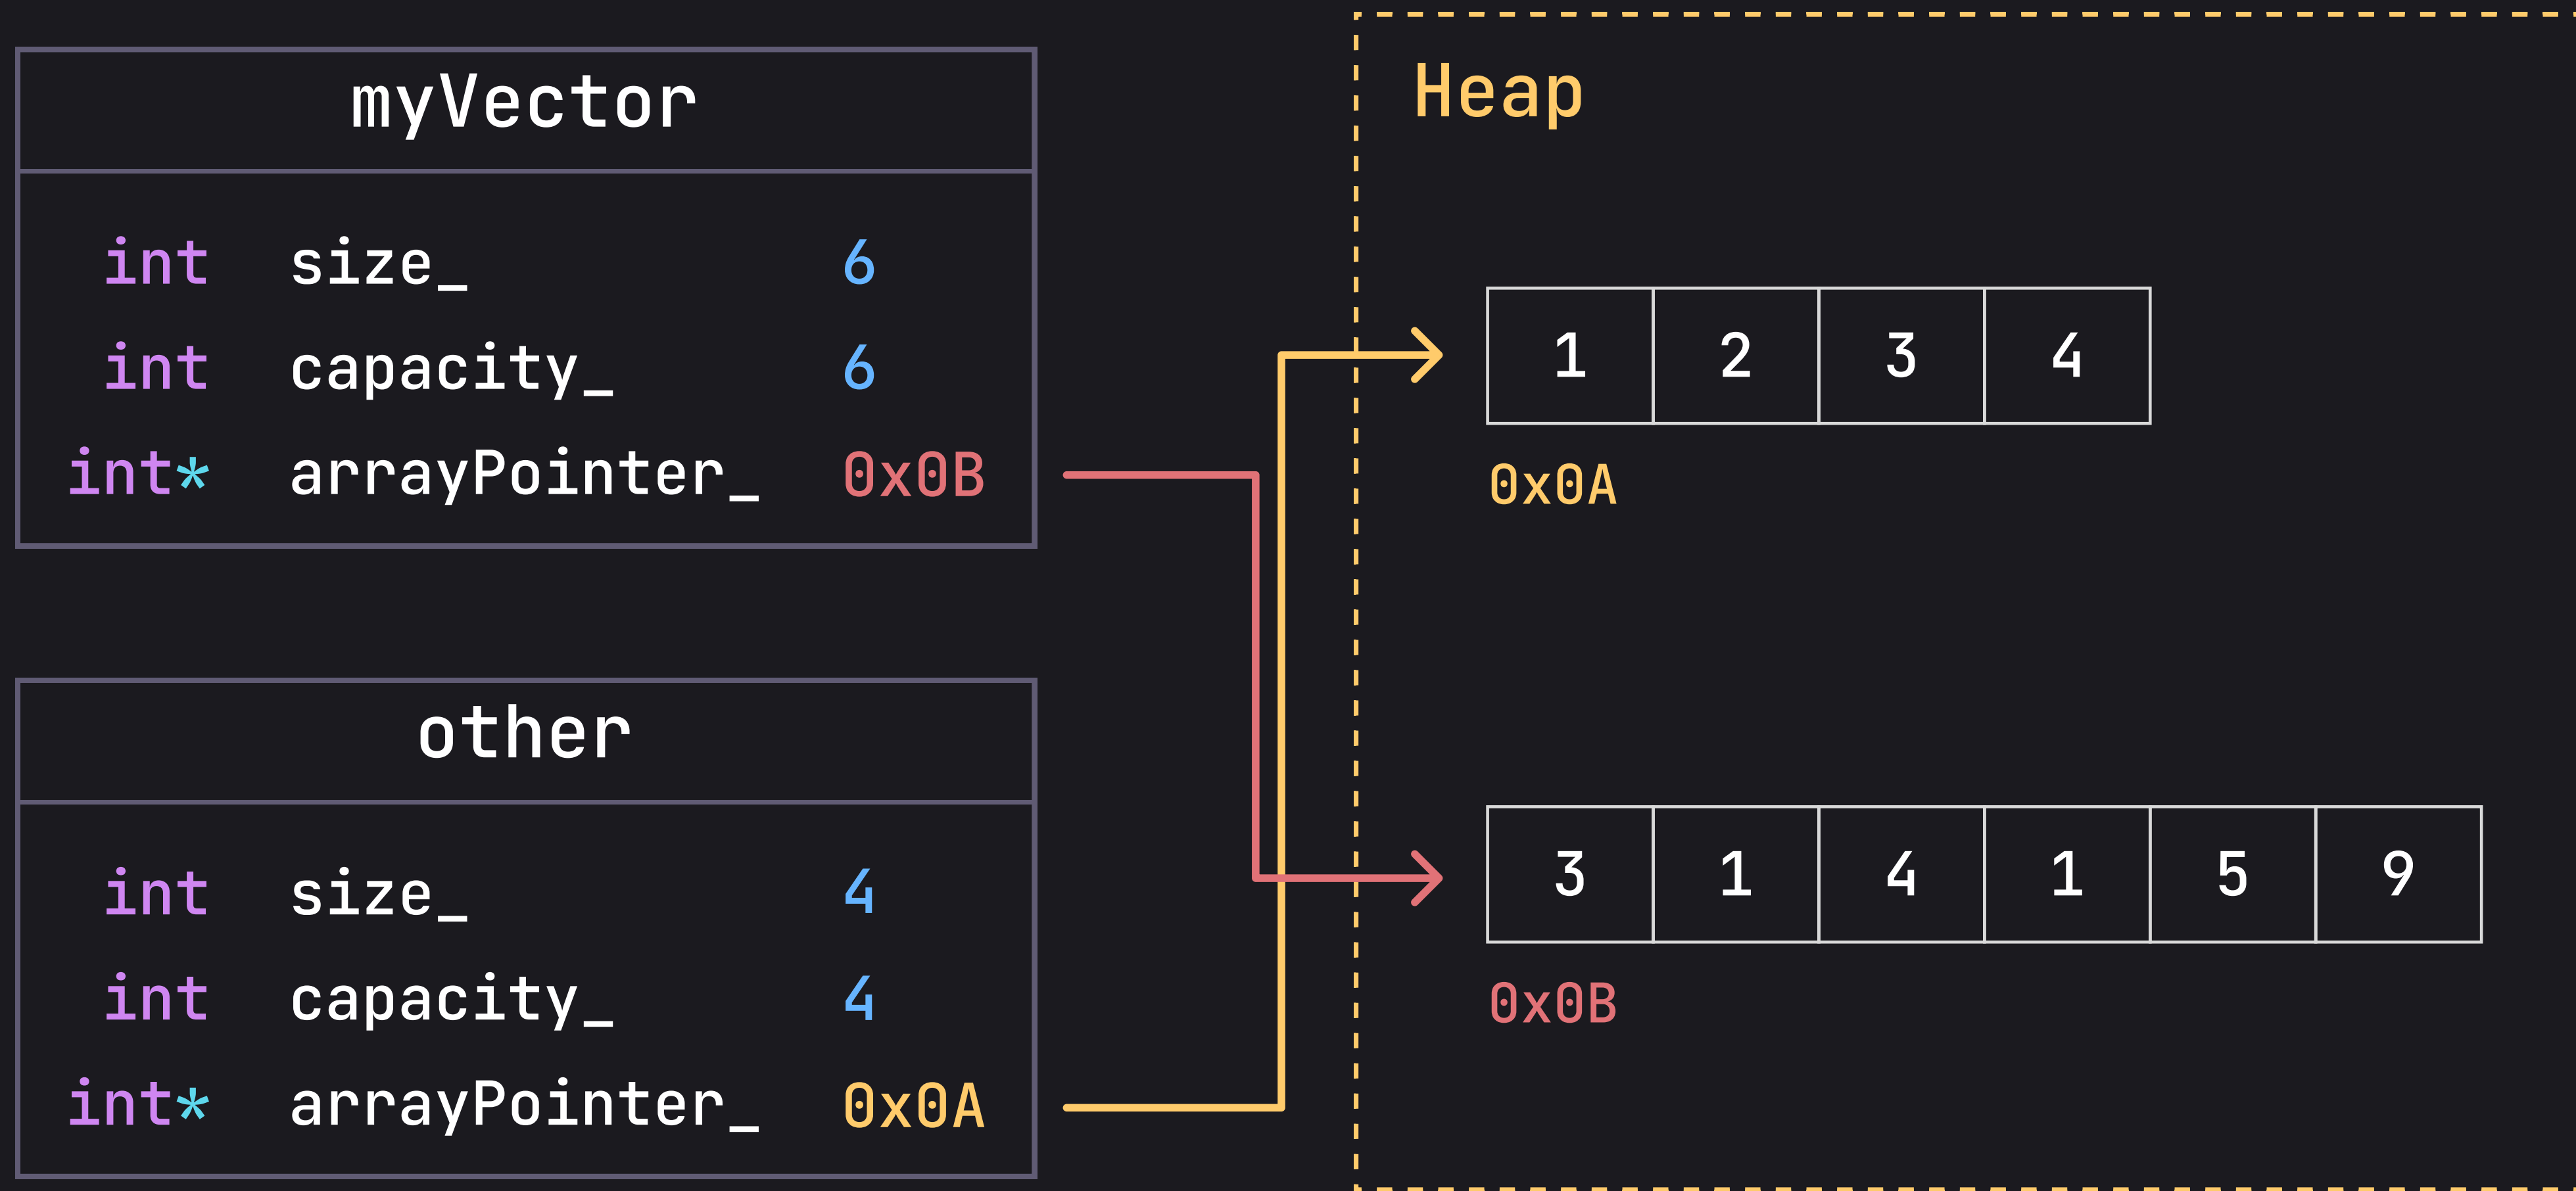 myVector
int size_ 6
int capacity_ 6
int* arrayPointer_ 0x0B
other
int size_ 4
int capacity_ 4
int* arrayPointer_ 0x0A
Heap
1 2 3 4
0x0A
3 1 4 1 5 9
0x0B